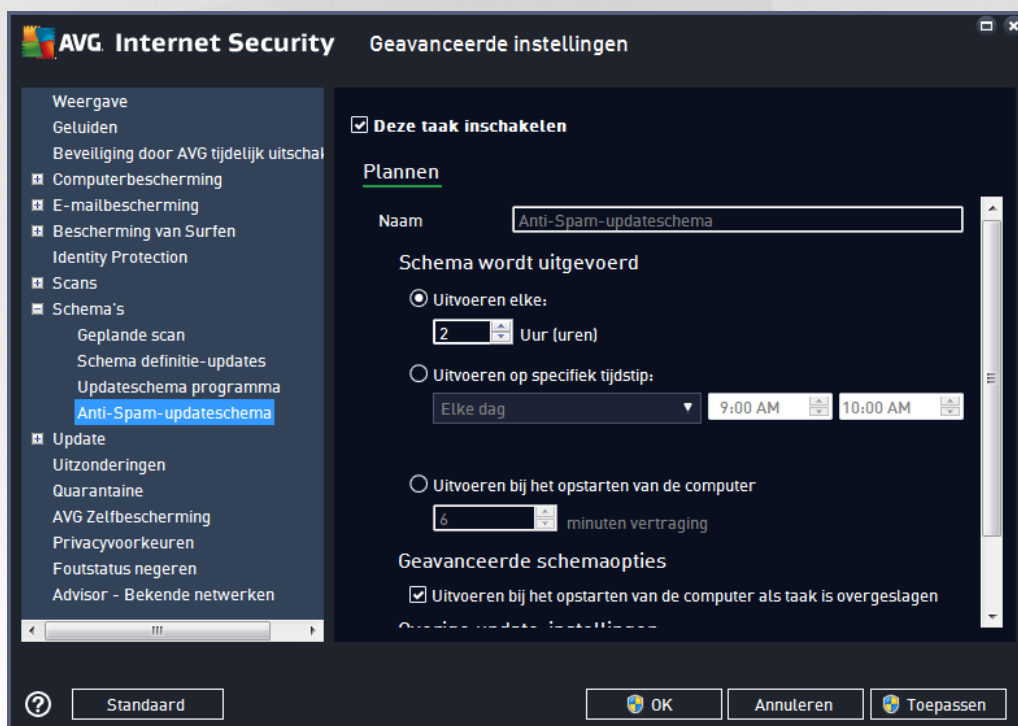 AVG. Internet Security Geavanceerde instellingen
Weergave
Geluiden
Beveiliging door AVG tijdelijk uitschak
Computerbescherming
E-mailbescherming
Bescherming van Surfen
Identity Protection
Scans
Schema's
Geplande scan
Schema definitie-updates
Updateschema programma
Anti-Spam-updateschema
Update
Uitzonderingen
Quarantaine
AVG Zelfbescherming
Privacyvoorkeuren
Foutstatus negeren
Advisor - Bekende netwerken
Deze taak inschakelen
Plannen
Naam Anti-Spam-updateschema
Schema wordt uitgevoerd
Uitvoeren elke:
2 Uur (uren)
Uitvoeren op specifiek tijdstip:
Elke dag 9:00 AM 10:00 AM
Uitvoeren bij het opstarten van de computer
6 minuten vertraging
Geavanceerde schemaopties
Uitvoeren bij het opstarten van de computer als taak is overgeslagen
Overige update-instellingen
? Standaard OK Annuleren Toepassen